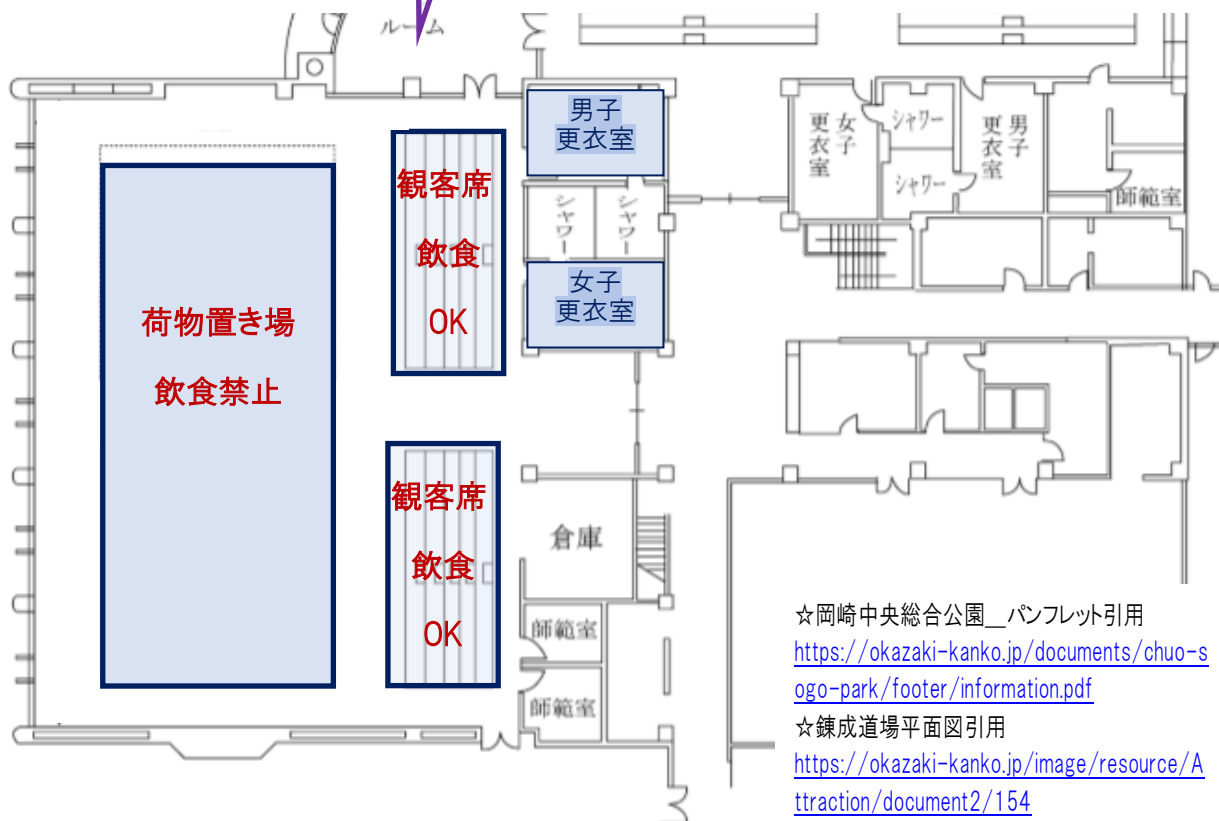 ルーム
男子
更衣室
観客席
飲食
OK
シャワー
シャワー
女子
更衣室
荷物置き場
飲食禁止
観客席
飲食
OK
倉庫
師範室
師範室
女子
更衣室
シャワー
シャワー
男子
更衣室
師範室
☆岡崎中央総合公園__パンフレット引用
https://okazaki-kanko.jp/documents/chuo-s
ogo-park/footer/information.pdf
☆錬成道場平面図引用
https://okazaki-kanko.jp/image/resource/A
ttraction/document2/154